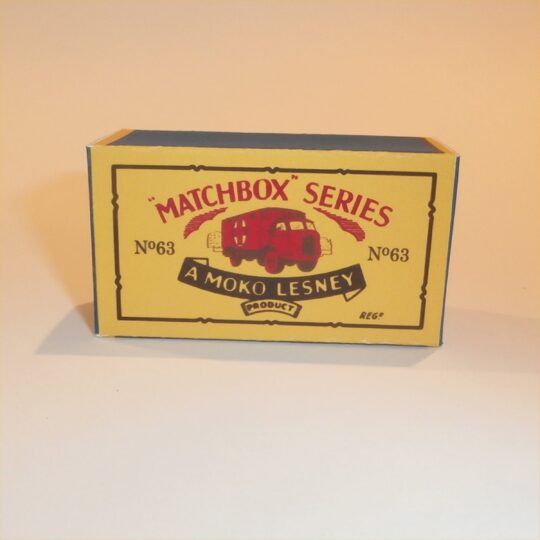 "MATCHBOX" SERIES
Nº63 Nº63
A MOKO LESNEY
PRODUCT
REGD